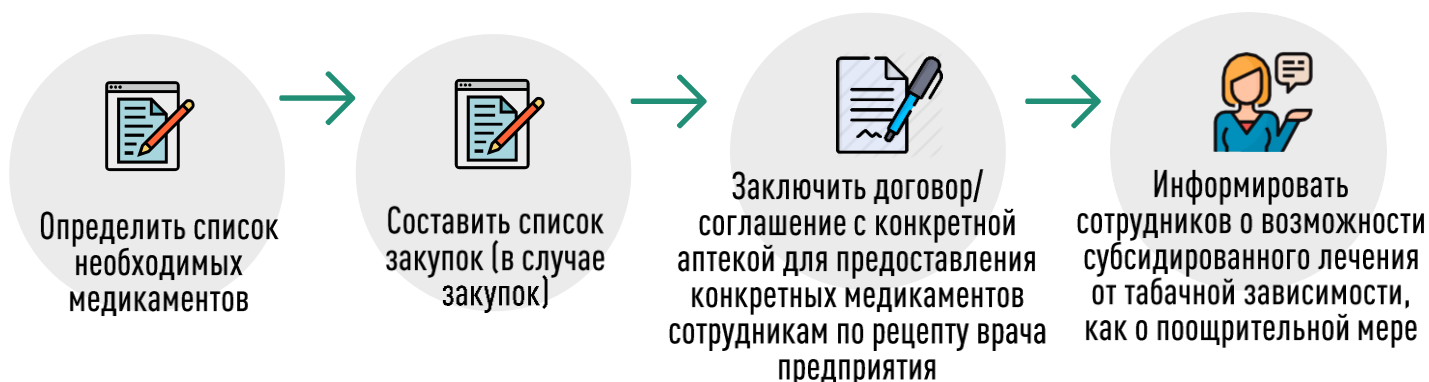 Определить список
необходимых
медикаментов
Составить список
закупок (в случае
закупок)
Заключить договор/
соглашение с конкретной
аптекой для предоставления
конкретных медикаментов
сотрудникам по рецепту врача
предприятия
Информировать
сотрудников о возможности
субсидированного лечения
от табачной зависимости,
как о поощрительной мере